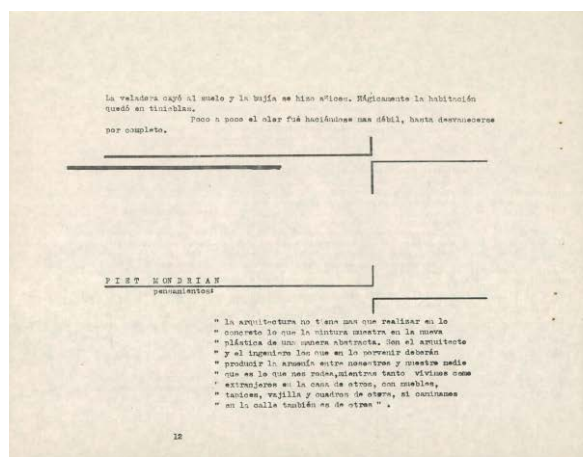 La veladora cayó al suelo y la bujía se hizo añicos. Mágicamente la habitación
quedó en tinieblas.
Poco a poco el olor fué haciéndose mas débil, hasta desvanecerse
por completo.
PIET MONDRIAN
pensamientos:
" la arquitectura no tiene mas que realizar en lo
" concreto lo que la pintura muestra en la nueva
" plástica de una manera abstracta. Son el arquitecto
" y el ingeniero los que en lo porvenir deberán
" producir la armonía entre nosotros y nuestro medio
" que es lo que nos rodea,mientras tanto vivimos como
" extranjeros en la casa de otros, con muebles,
" tapices, vajilla y cuadros de otros, si caminamos
" en la calle también es de otros " .
12